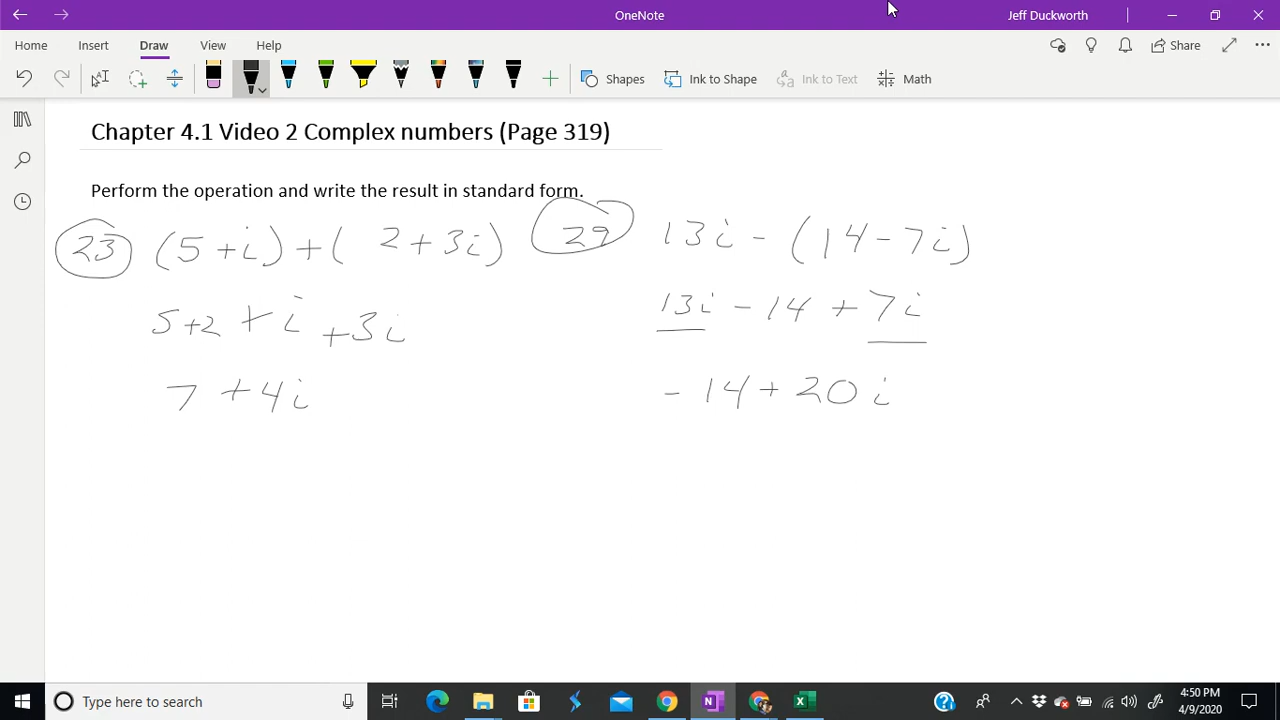 OneNote
Jeff Duckworth
Home Insert Draw View Help
Share
Shapes
Ink to Shape
Ink to Text
Math
Chapter 4.1 Video 2 Complex numbers (Page 319)
Perform the operation and write the result in standard form.
23 (5+i)+( 2+3i)
5+2 +i +3i
7 +4i
29 13i - (14-7i)
13i - 14 + 7i
-14+20i
Type here to search
4:50 PM
4/9/2020